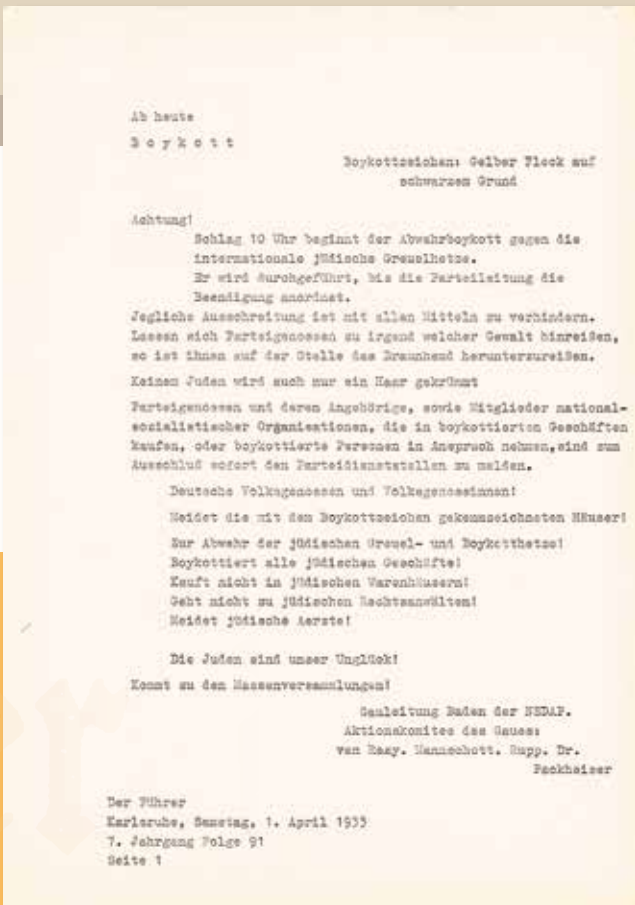 Ab heute
B o y k o t t
Boykottzeichen: Gelber Fleck auf
schwarzem Grund
Achtung!
Schlag 10 Uhr beginnt der Abwehrboykott gegen die
internationale jüdische Greuelhetze.
Er wird durchgeführt, bis die Parteileitung die
Beendigung anordnet.
Jegliche Ausschreitung ist mit allen Mitteln zu verhindern.
Lassen sich Parteigenossen zu irgend welcher Gewalt hinreißen,
so ist ihnen auf der Stelle das Braunhemd herunterzureißen.
Keinem Juden wird auch nur ein Haar gekrümmt
Parteigenossen und deren Angehörige, sowie Mitglieder national-
sozialistischer Organisationen, die in boykottierten Geschäften
kaufen, oder boykottierte Personen in Anspruch nehmen,sind zum
Ausschluß sofort den Parteidienststellen zu melden.
Deutsche Volksgenossen und Volksgenossinnen!
Meidet die mit dem Boykottzeichen gekennzeichneten Häuser!
Zur Abwehr der jüdischen Greuel- und Boykotthetze!
Boykottiert alle jüdischen Geschäfte!
Kauft nicht in jüdischen Warenhäusern!
Geht nicht zu jüdischen Rechtsanwälten!
Meidet jüdische Aerzte!
Die Juden sind unser Unglück!
Kommt zu den Massenversammlungen!
Gauleitung Baden der NSDAP.
Aktionskomitee des Gaues:
van Raay. Mannschott. Rupp. Dr.
Packheiser
Der Führer
Karlsruhe, Samstag, 1. April 1933
7. Jahrgang Folge 91
Seite 1